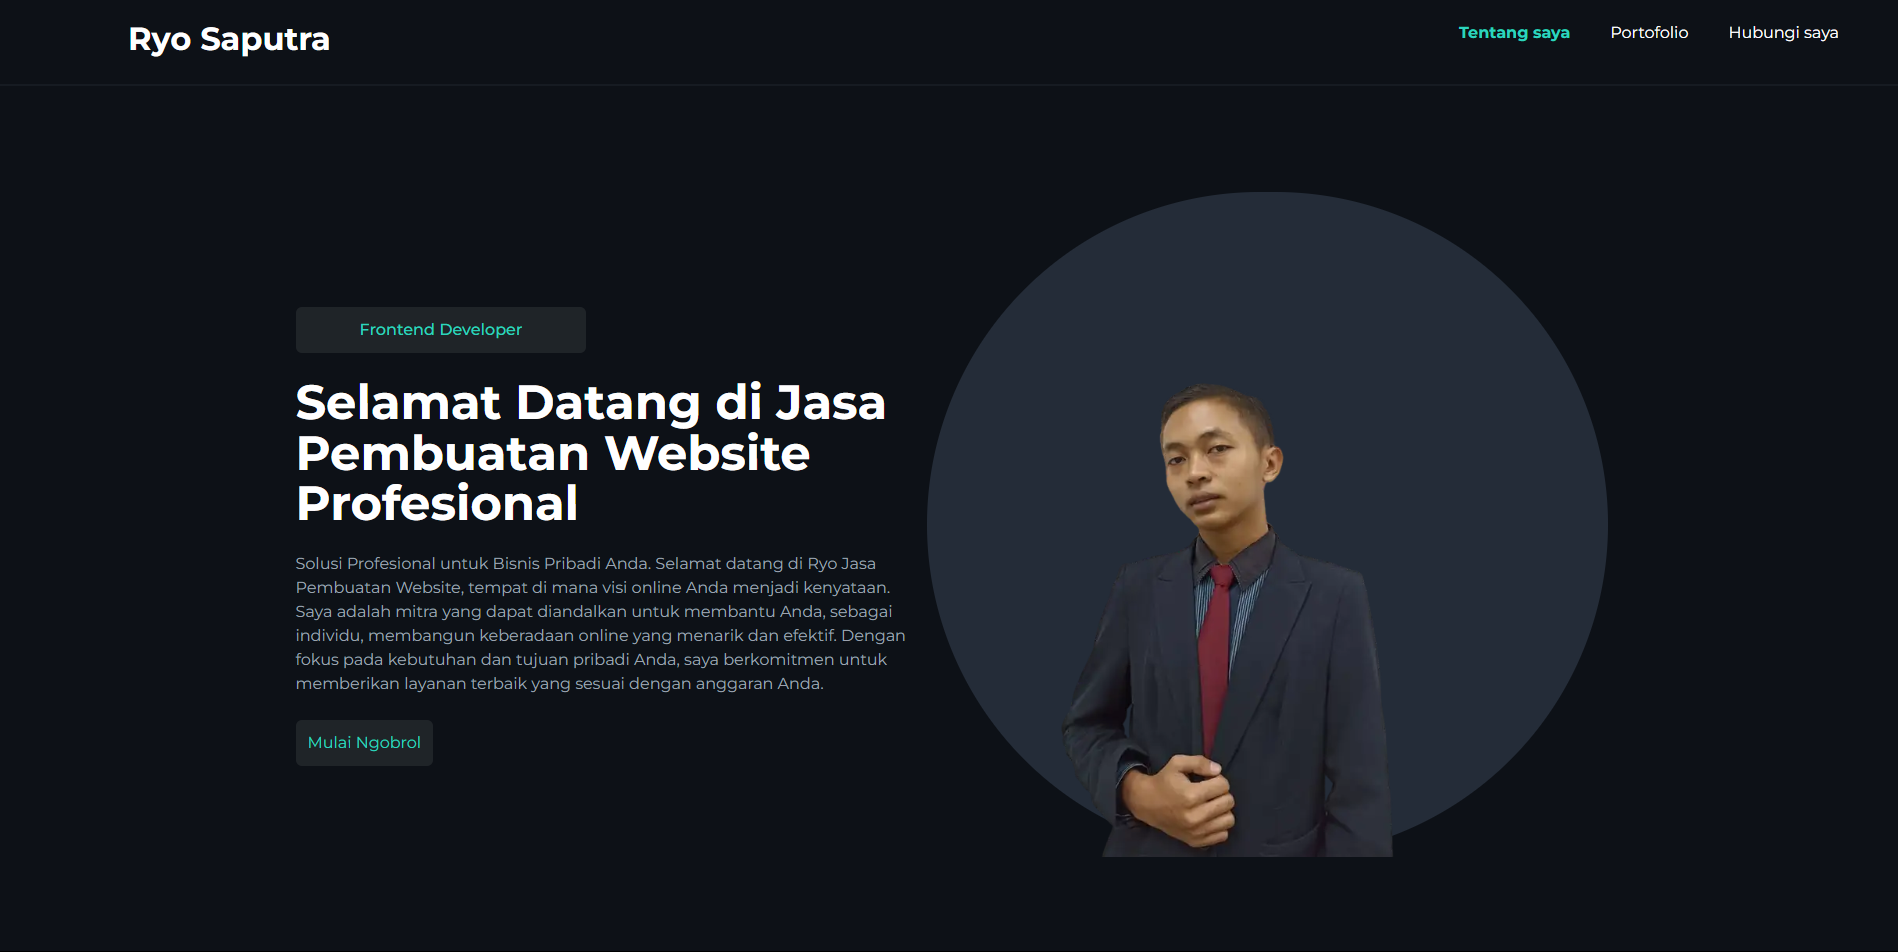 Ryo Saputra
Tentang saya
Portofolio
Hubungi saya
Frontend Developer
Selamat Datang di Jasa
Pembuatan Website
Profesional
Solusi Profesional untuk Bisnis Pribadi Anda. Selamat datang di Ryo Jasa
Pembuatan Website, tempat di mana visi online Anda menjadi kenyataan.
Saya adalah mitra yang dapat diandalkan untuk membantu Anda, sebagai
individu, membangun keberadaan online yang menarik dan efektif. Dengan
fokus pada kebutuhan dan tujuan pribadi Anda, saya berkomitmen untuk
memberikan layanan terbaik yang sesuai dengan anggaran Anda.
Mulai Ngobrol